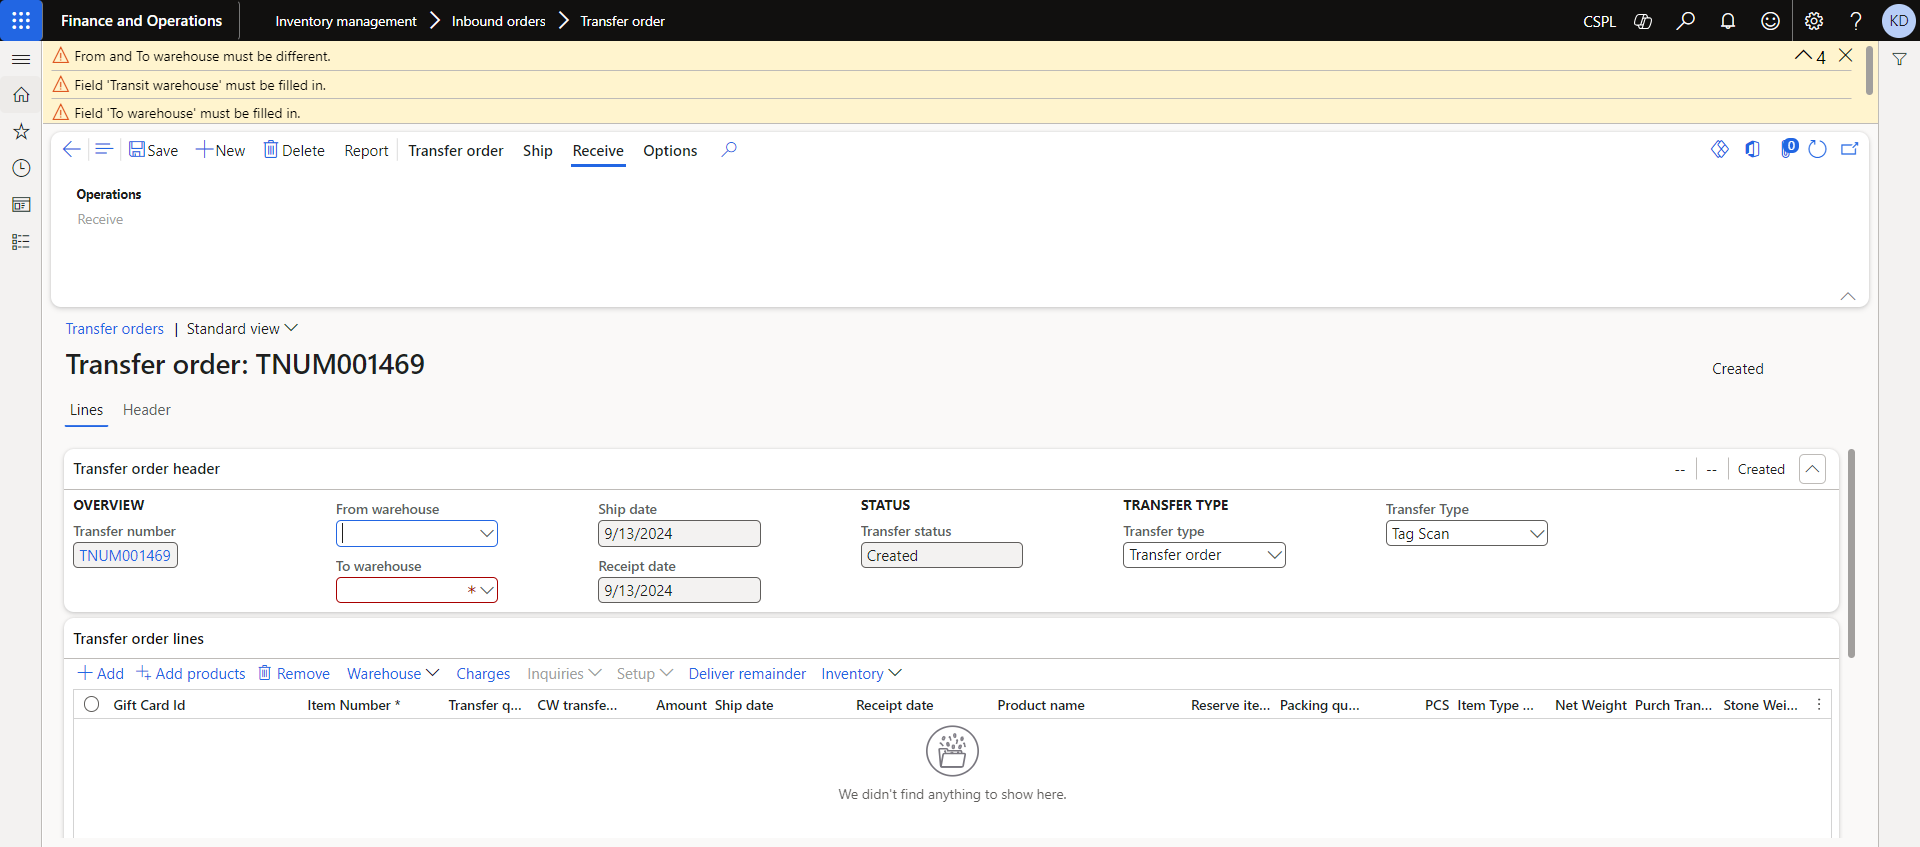 Finance and Operations
Inventory management > Inbound orders > Transfer order
CSPL
KD
From and To warehouse must be different.
4
Field 'Transit warehouse' must be filled in.
Field 'To warehouse' must be filled in.
Save New Delete Report Transfer order Ship Receive Options
0
Operations
Receive
Transfer orders | Standard view
Transfer order: TNUM001469
Created
Lines Header
Transfer order header
-- -- Created
OVERVIEW
Transfer number
TNUM001469
From warehouse
To warehouse
*
Ship date
9/13/2024
Receipt date
9/13/2024
STATUS
Transfer status
Created
TRANSFER TYPE
Transfer type
Transfer order
Transfer Type
Tag Scan
Transfer order lines
Add Add products Remove Warehouse Charges Inquiries Setup Deliver remainder Inventory
Gift Card Id Item Number * Transfer q... CW transfe... Amount Ship date Receipt date Product name Reserve ite... Packing qu... PCS Item Type ... Net Weight Purch Tran... Stone Wei...
We didn't find anything to show here.